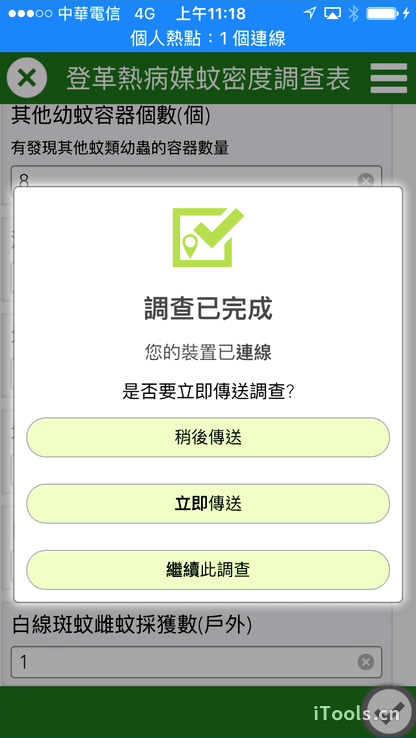 中華電信 4G 上午11:18
個人熱點：1 個連線
登革熱病媒蚊密度調查表
其他幼蚊容器個數(個)
有發現其他蚊類幼蟲的容器數量
8
調查已完成
您的裝置已連線
是否要立即傳送調查?
稍後傳送
立即傳送
繼續此調查
白線斑蚊雌蚊採獲數(戶外)
1
iTools.cn